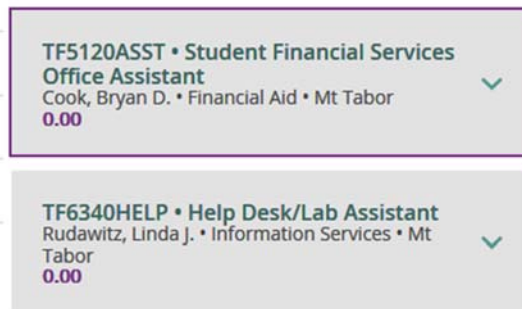 TF5120ASST • Student Financial Services
Office Assistant
Cook, Bryan D. • Financial Aid • Mt Tabor
0.00
TF6340HELP • Help Desk/Lab Assistant
Rudawitz, Linda J. • Information Services • Mt
Tabor
0.00